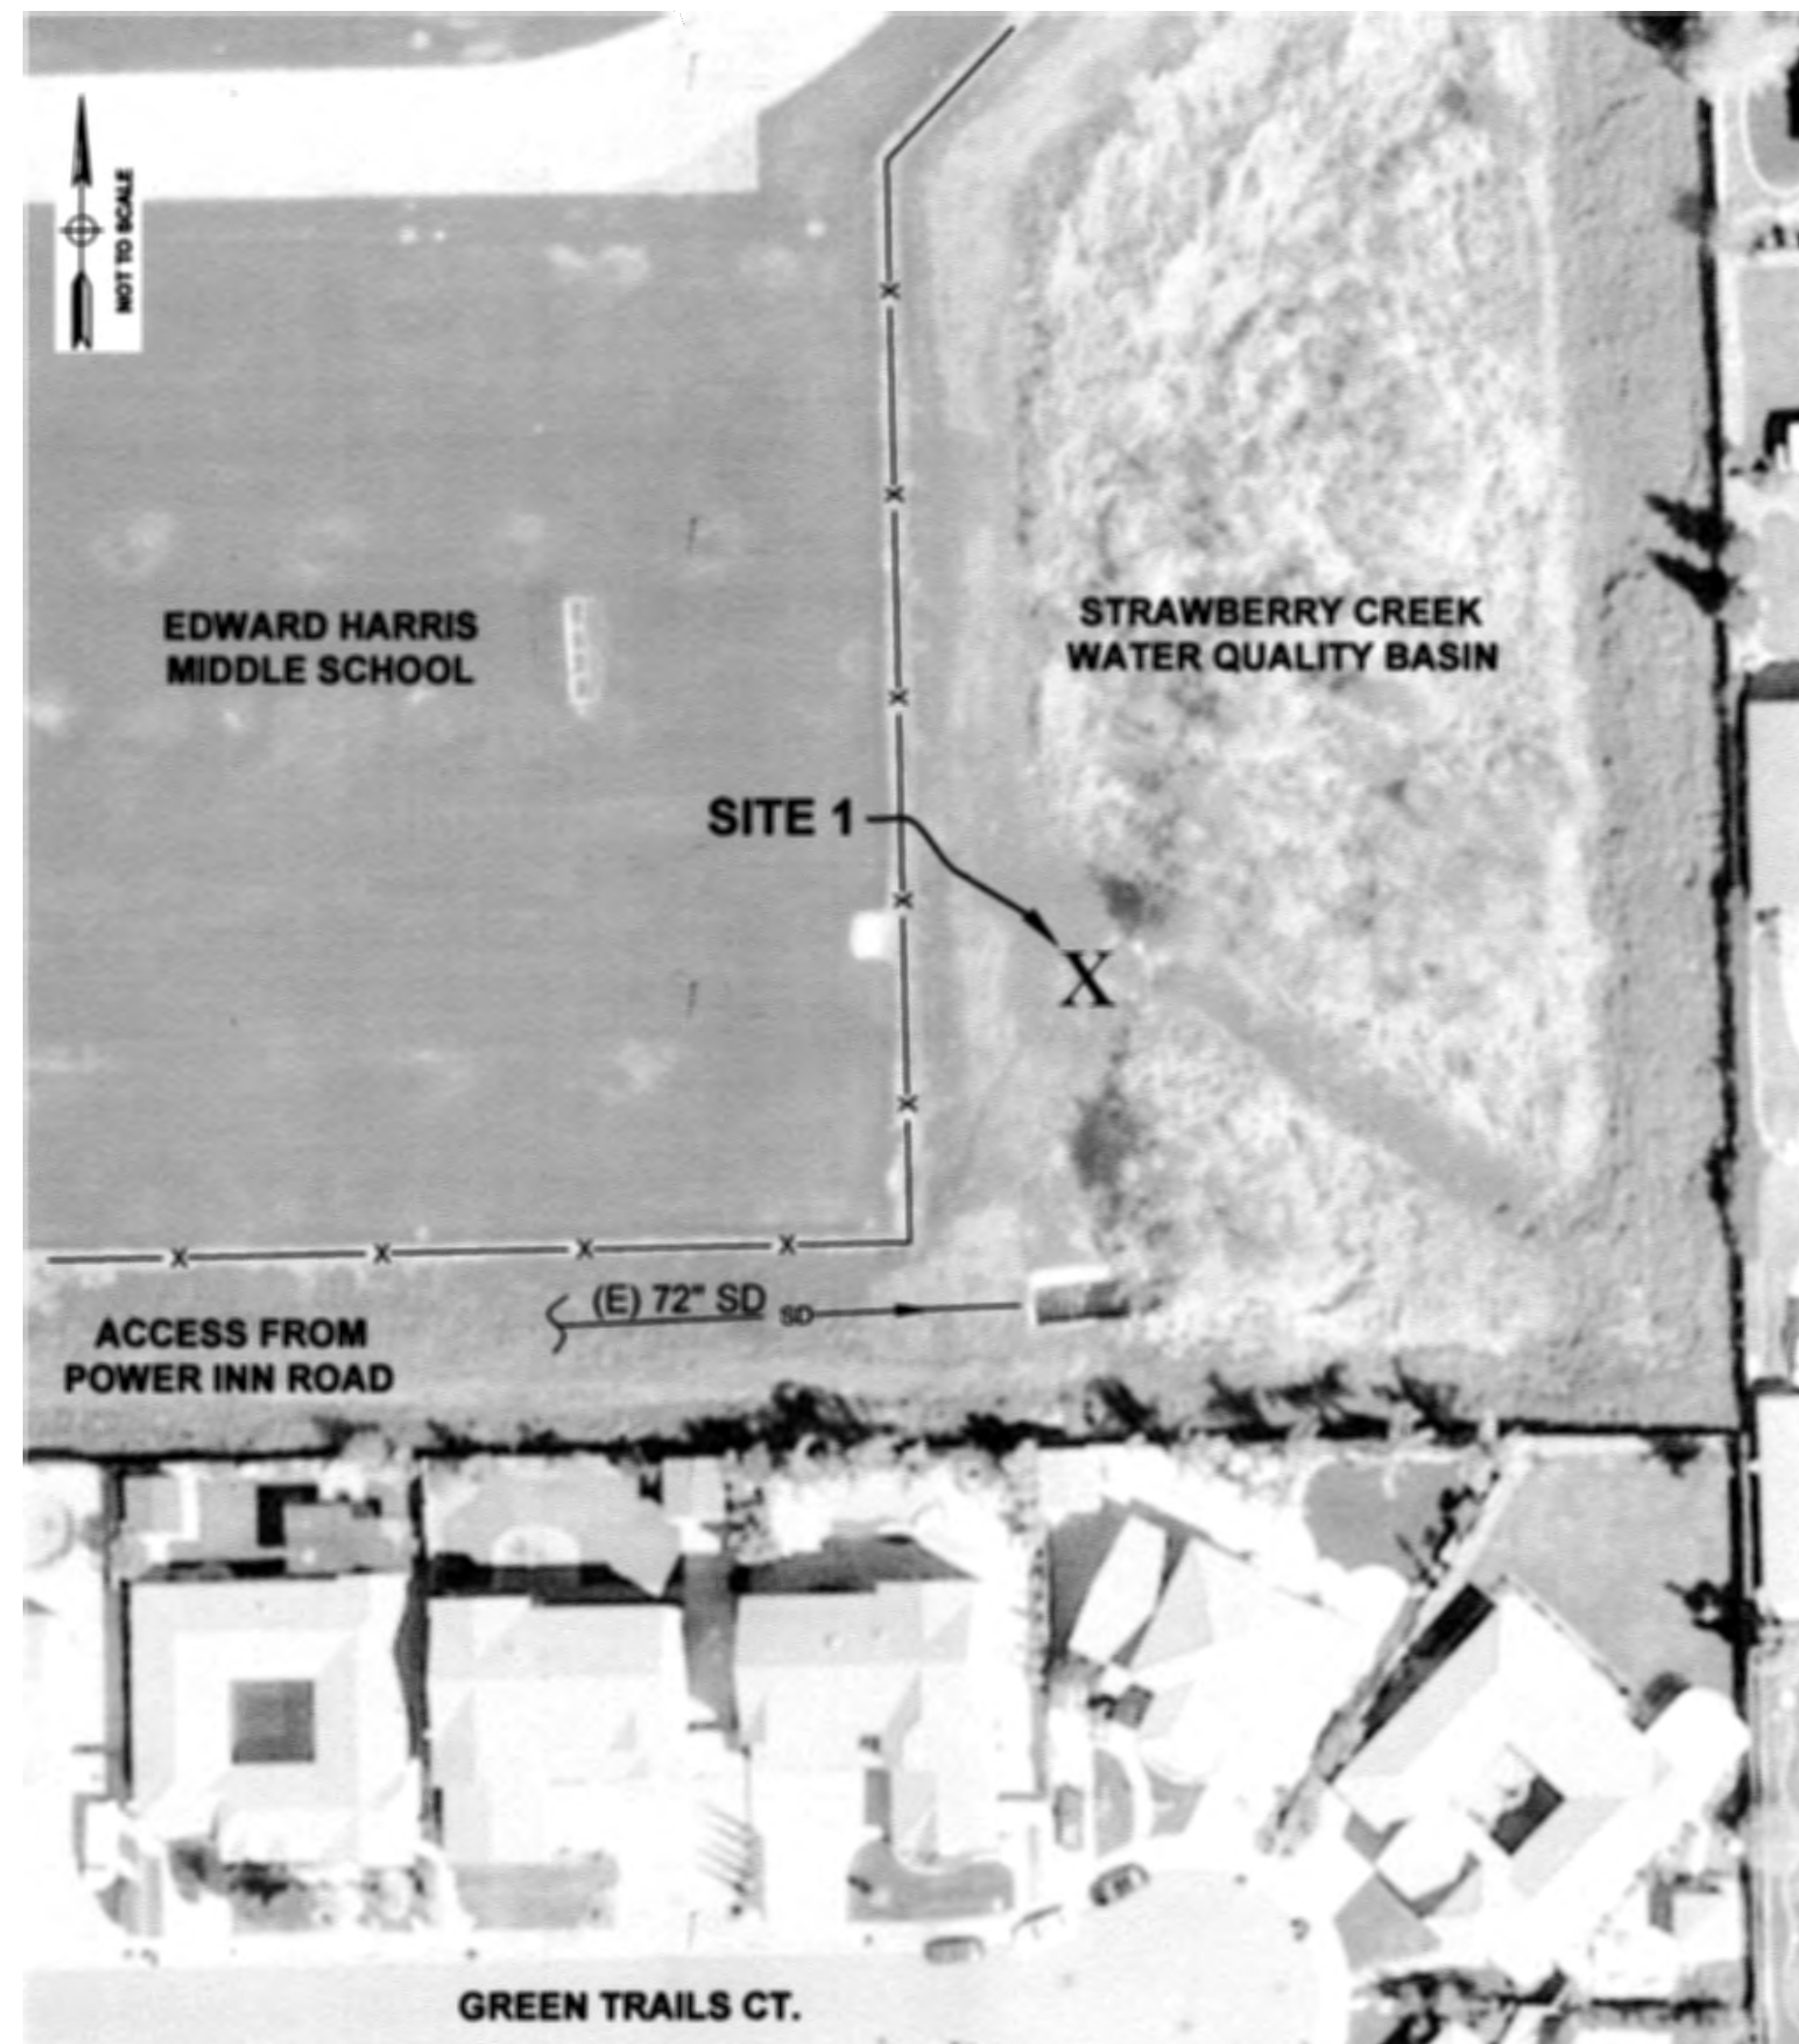 NOT TO SCALE
EDWARD HARRIS
MIDDLE SCHOOL
STRAWBERRY CREEK
WATER QUALITY BASIN
SITE 1
X
(E) 72" SD
SD
ACCESS FROM
POWER INN ROAD
GREEN TRAILS CT.